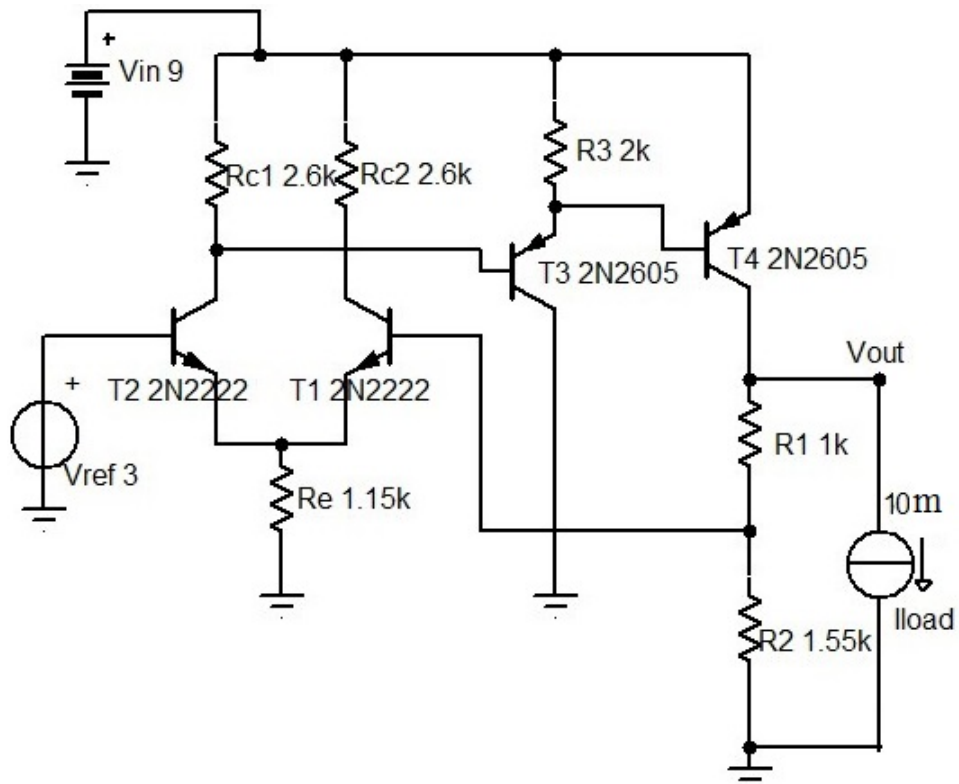 +
Vin 9
Rc1 2.6k
Rc2 2.6k
R3 2k
T3 2N2605
T4 2N2605
T2 2N2222
T1 2N2222
+
Vref 3
Re 1.15k
Vout
R1 1k
10m
Iload
R2 1.55k